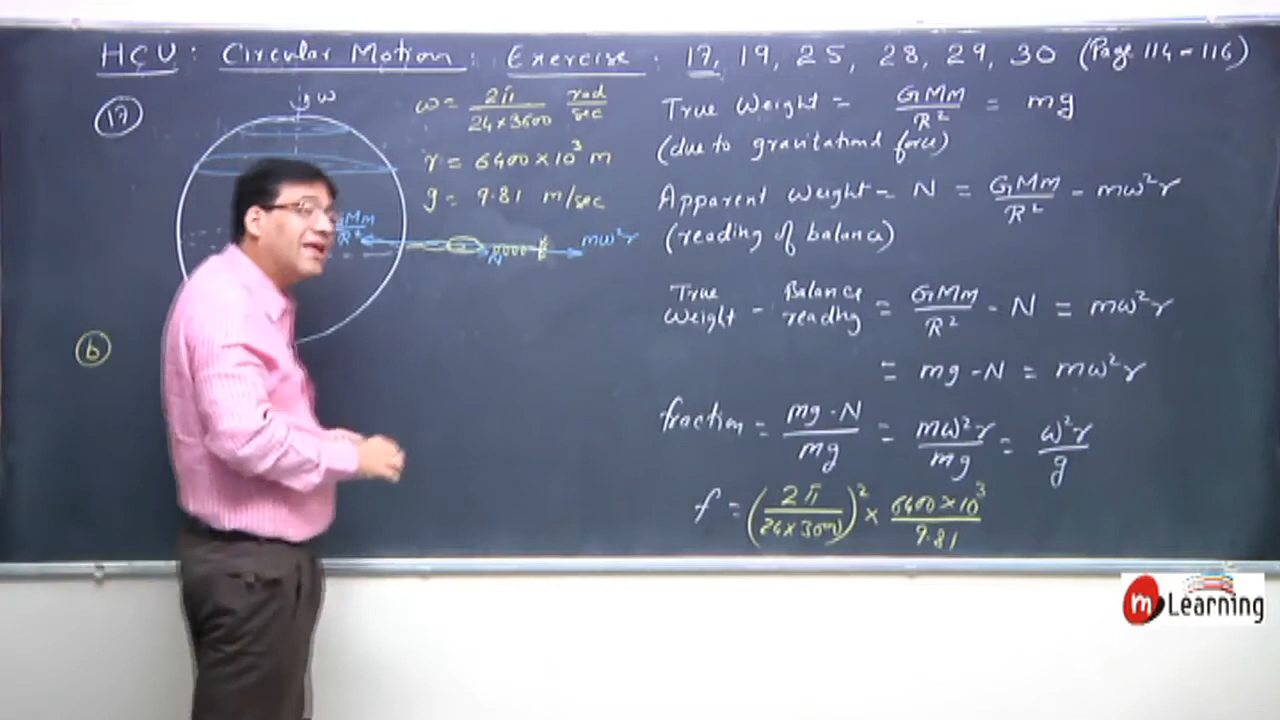 HCV : Circular Motion : Exercise : 17, 19, 25, 28, 29, 30 (Page 114 - 116)
17
ω
ω = 2π / 24 × 3600 rad / sec
r = 6400 × 10³ m
g = 9.81 m/sec
GMm / R²
N
mω²r
b
True Weight = GMm / R² = mg
(due to gravitational force)
Apparent Weight = N = GMm / R² - mω²r
(reading of balance)
True Weight - Balance reading = GMm / R² - N = mω²r
= mg - N = mω²r
fraction = mg - N / mg = mω²r / mg = ω²r / g
f = (2π / 24 × 3600)² × 6400 × 10³ / 9.81
m Learning